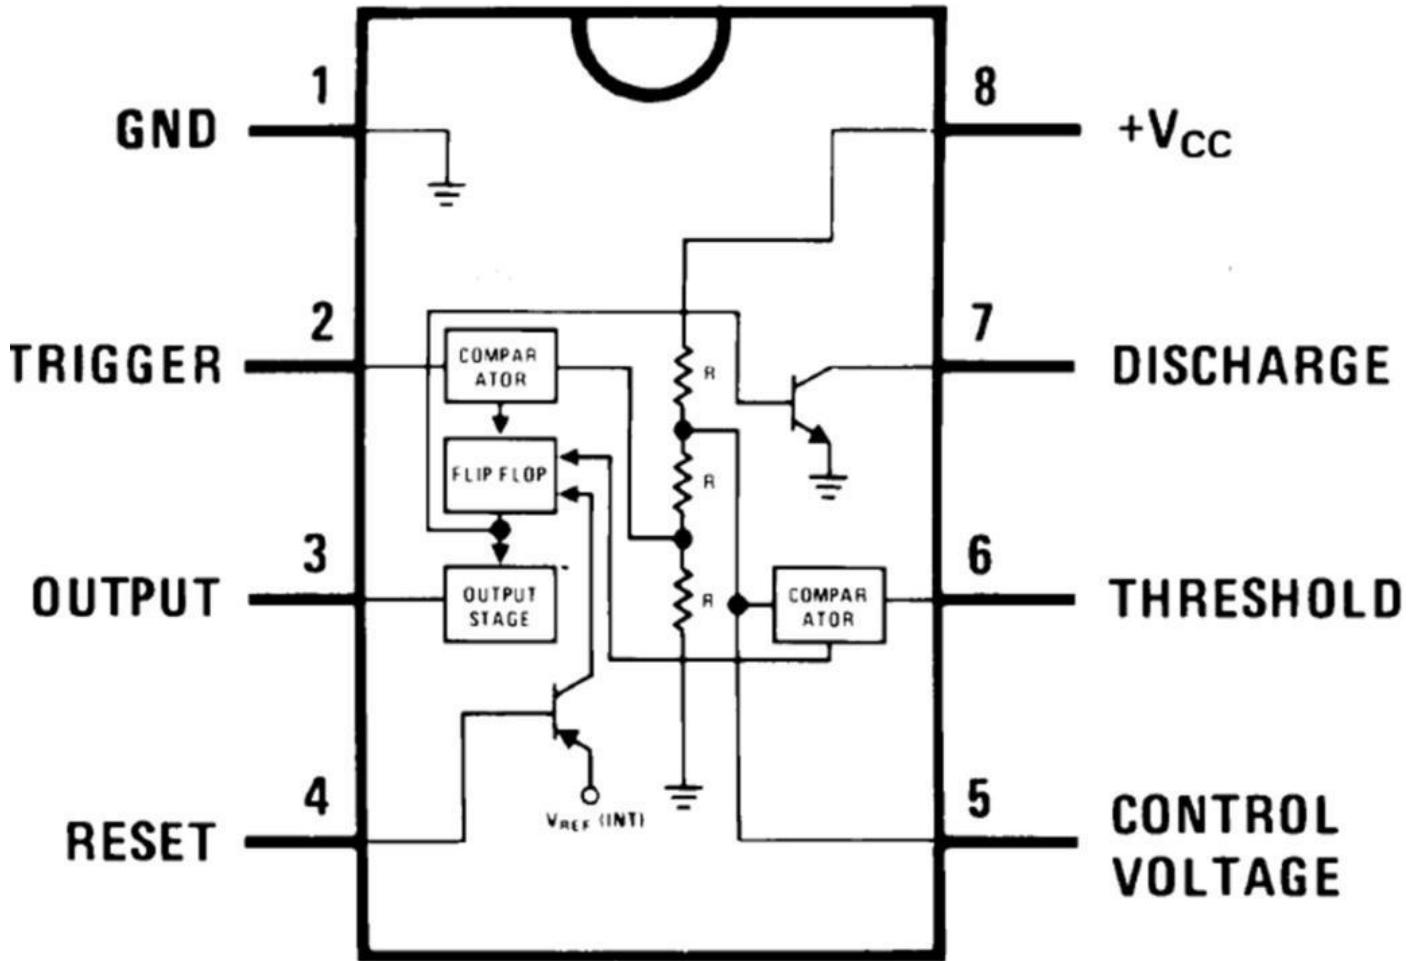 1
GND
8
+VCC
2
TRIGGER
7
DISCHARGE
COMPAR
ATOR
R
FLIP FLOP
R
3
OUTPUT
6
THRESHOLD
OUTPUT
STAGE
R
COMPAR
ATOR
4
RESET
VREF (INT)
5
CONTROL
VOLTAGE